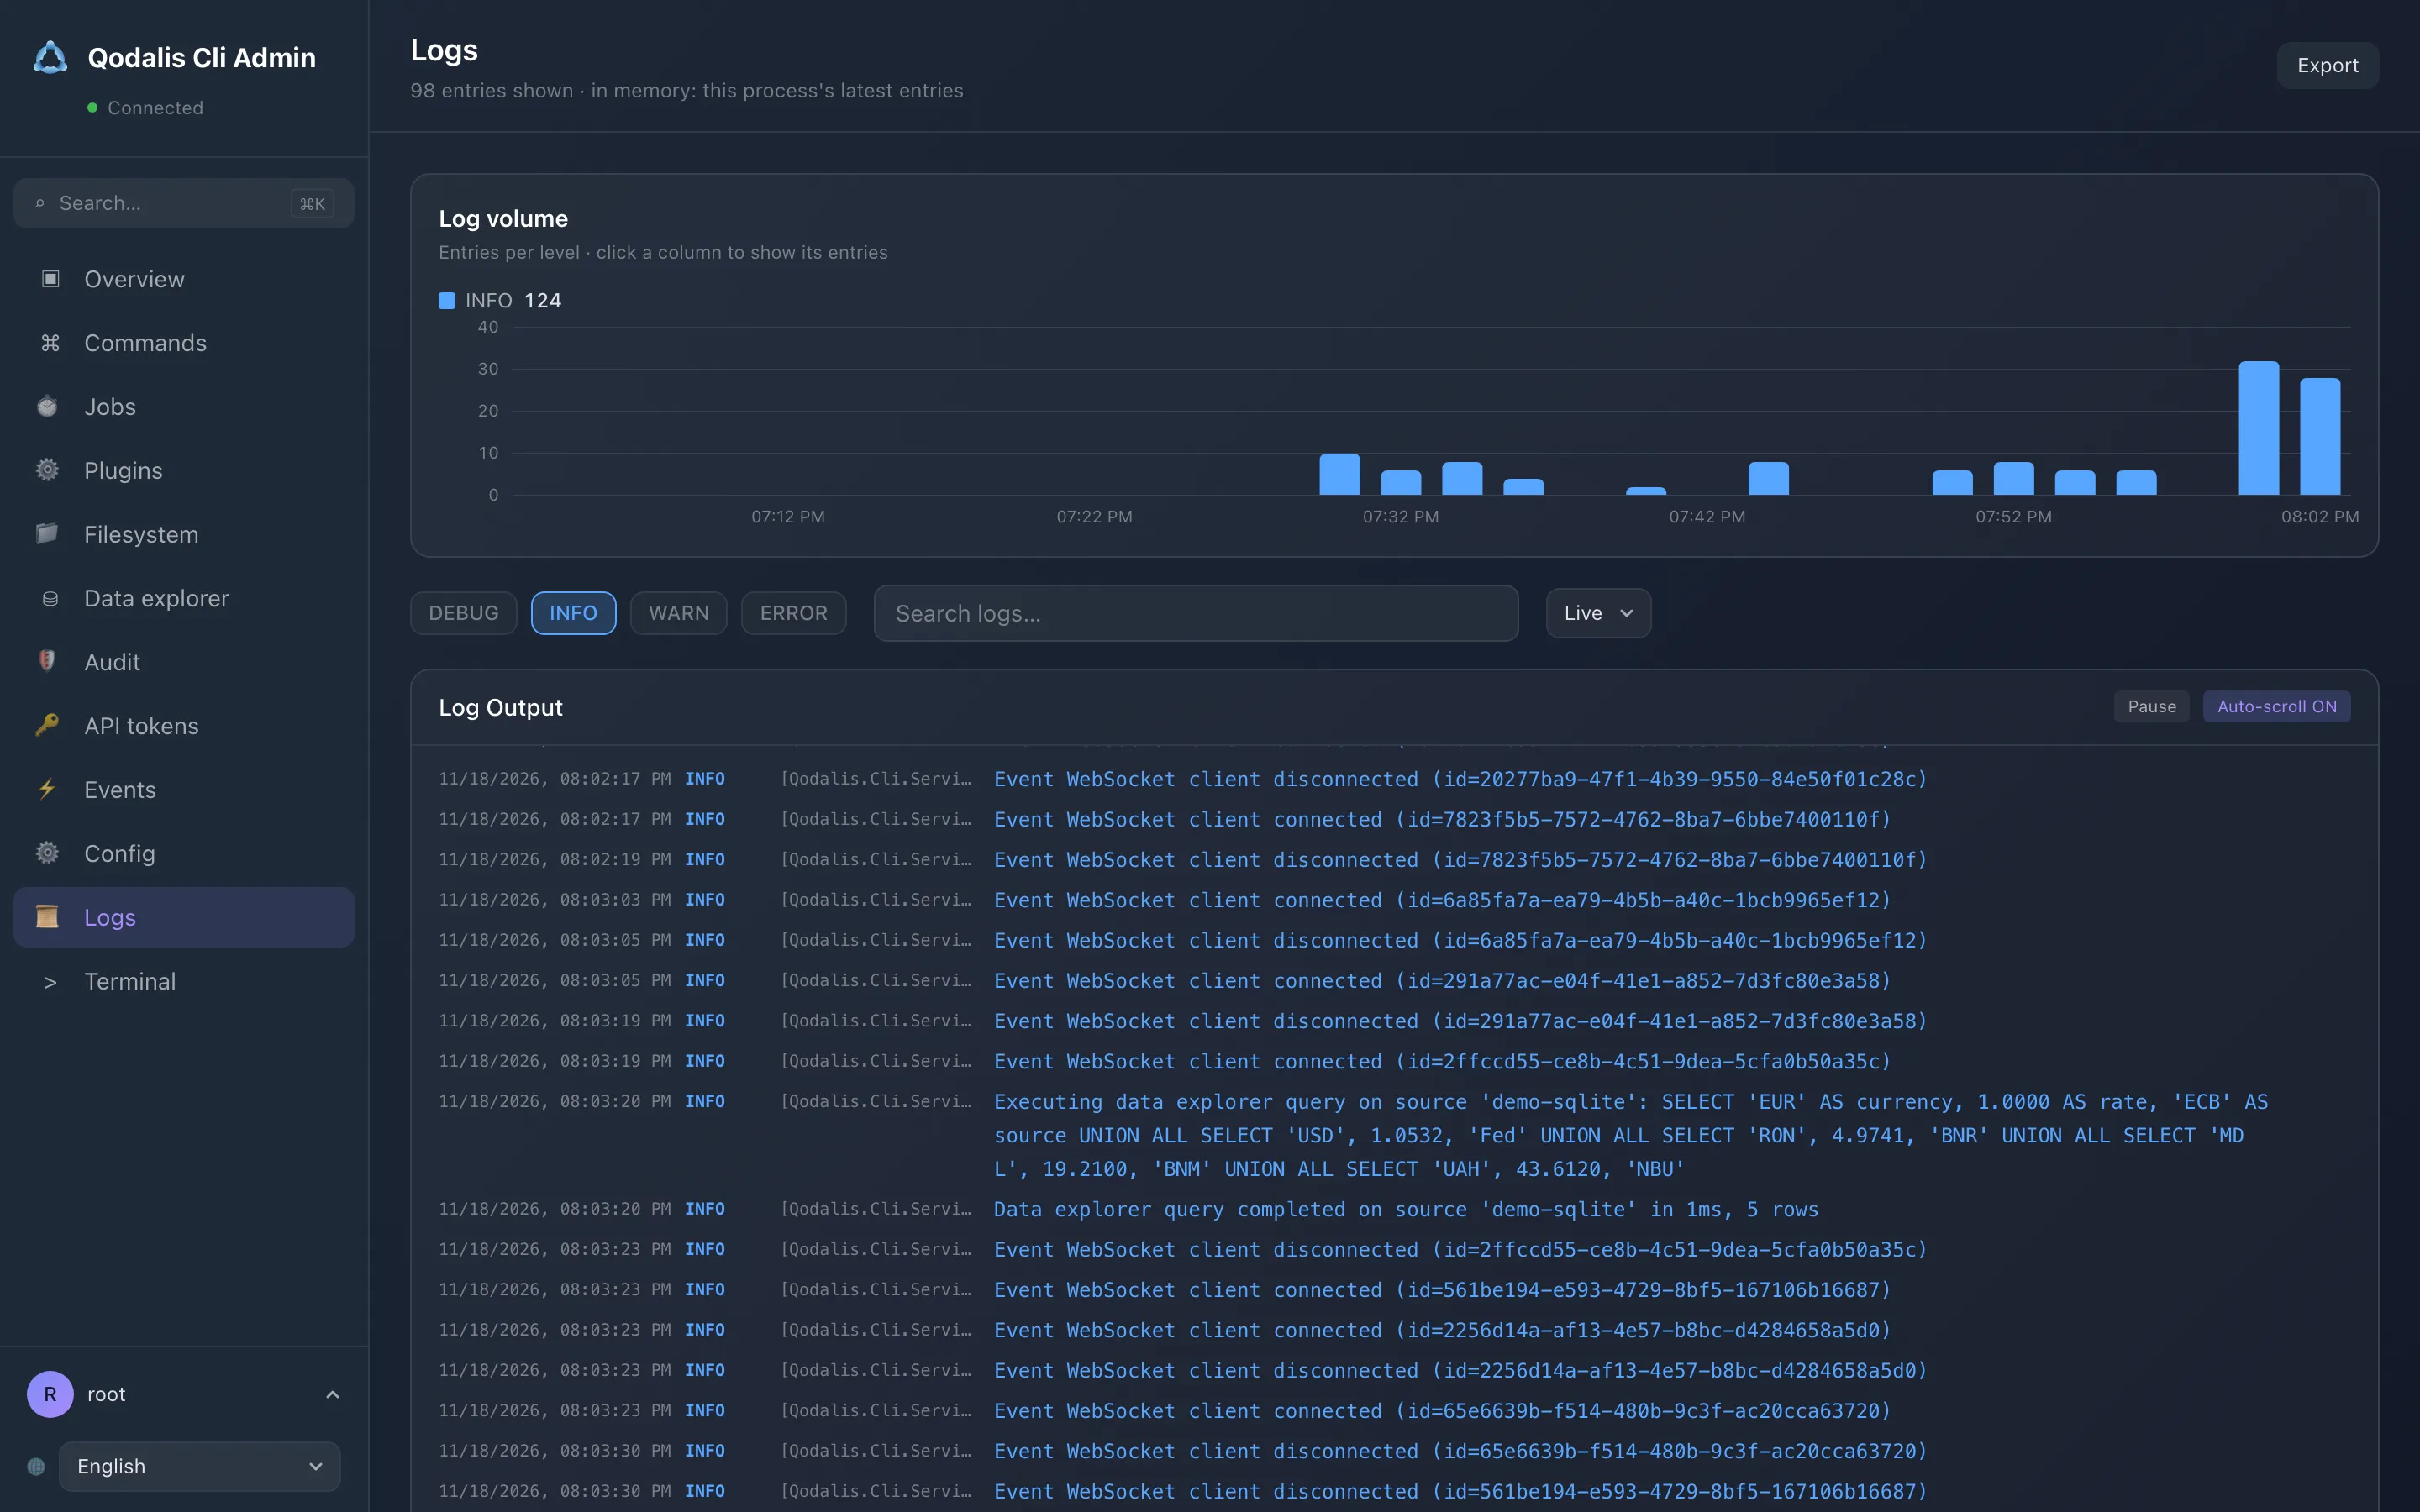 Qodalis Cli Admin
Connected
Search...
⌘K
Overview
⌘ Commands
Jobs
Plugins
Filesystem
Data explorer
Audit
API tokens
Events
Config
Logs
> Terminal
R root
English
Logs
98 entries shown · in memory: this process's latest entries
Export
Log volume
Entries per level · click a column to show its entries
INFO 124
40
30
20
10
0
07:12 PM 07:22 PM 07:32 PM 07:42 PM 07:52 PM 08:02 PM
DEBUG INFO WARN ERROR Search logs... Live
Log Output Pause Auto-scroll ON
11/18/2026, 08:02:17 PM INFO [Qodalis.Cli.Servi… Event WebSocket client disconnected (id=20277ba9-47f1-4b39-9550-84e50f01c28c)
11/18/2026, 08:02:17 PM INFO [Qodalis.Cli.Servi… Event WebSocket client connected (id=7823f5b5-7572-4762-8ba7-6bbe7400110f)
11/18/2026, 08:02:19 PM INFO [Qodalis.Cli.Servi… Event WebSocket client disconnected (id=7823f5b5-7572-4762-8ba7-6bbe7400110f)
11/18/2026, 08:03:03 PM INFO [Qodalis.Cli.Servi… Event WebSocket client connected (id=6a85fa7a-ea79-4b5b-a40c-1bcb9965ef12)
11/18/2026, 08:03:05 PM INFO [Qodalis.Cli.Servi… Event WebSocket client disconnected (id=6a85fa7a-ea79-4b5b-a40c-1bcb9965ef12)
11/18/2026, 08:03:05 PM INFO [Qodalis.Cli.Servi… Event WebSocket client connected (id=291a77ac-e04f-41e1-a852-7d3fc80e3a58)
11/18/2026, 08:03:19 PM INFO [Qodalis.Cli.Servi… Event WebSocket client disconnected (id=291a77ac-e04f-41e1-a852-7d3fc80e3a58)
11/18/2026, 08:03:19 PM INFO [Qodalis.Cli.Servi… Event WebSocket client connected (id=2ffccd55-ce8b-4c51-9dea-5cfa0b50a35c)
11/18/2026, 08:03:20 PM INFO [Qodalis.Cli.Servi… Executing data explorer query on source 'demo-sqlite': SELECT 'EUR' AS currency, 1.0000 AS rate, 'ECB' AS
source UNION ALL SELECT 'USD', 1.0532, 'Fed' UNION ALL SELECT 'RON', 4.9741, 'BNR' UNION ALL SELECT 'MD
L', 19.2100, 'BNM' UNION ALL SELECT 'UAH', 43.6120, 'NBU'
11/18/2026, 08:03:20 PM INFO [Qodalis.Cli.Servi… Data explorer query completed on source 'demo-sqlite' in 1ms, 5 rows
11/18/2026, 08:03:23 PM INFO [Qodalis.Cli.Servi… Event WebSocket client disconnected (id=2ffccd55-ce8b-4c51-9dea-5cfa0b50a35c)
11/18/2026, 08:03:23 PM INFO [Qodalis.Cli.Servi… Event WebSocket client connected (id=561be194-e593-4729-8bf5-167106b16687)
11/18/2026, 08:03:23 PM INFO [Qodalis.Cli.Servi… Event WebSocket client connected (id=2256d14a-af13-4e57-b8bc-d4284658a5d0)
11/18/2026, 08:03:23 PM INFO [Qodalis.Cli.Servi… Event WebSocket client disconnected (id=2256d14a-af13-4e57-b8bc-d4284658a5d0)
11/18/2026, 08:03:23 PM INFO [Qodalis.Cli.Servi… Event WebSocket client connected (id=65e6639b-f514-480b-9c3f-ac20cca63720)
11/18/2026, 08:03:30 PM INFO [Qodalis.Cli.Servi… Event WebSocket client disconnected (id=65e6639b-f514-480b-9c3f-ac20cca63720)
11/18/2026, 08:03:30 PM INFO [Qodalis.Cli.Servi… Event WebSocket client disconnected (id=561be194-e593-4729-8bf5-167106b16687)